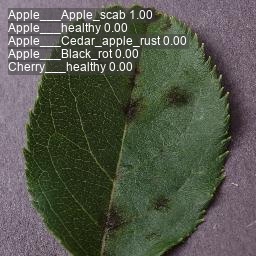 Apple___Apple_scab 1.00
Apple___healthy 0.00
Apple___Cedar_apple_rust 0.00
Apple___Black_rot 0.00
Cherry___healthy 0.00